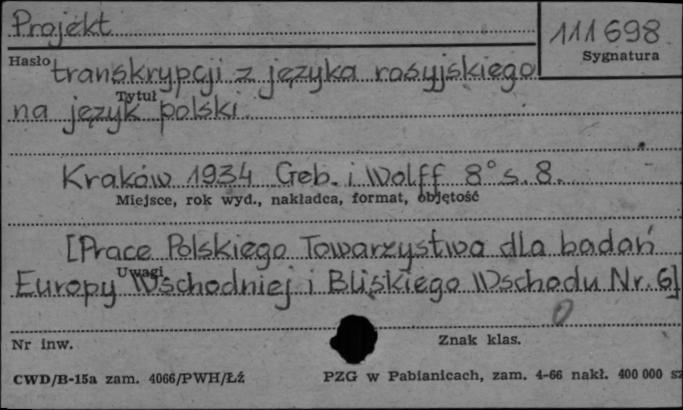 Projekt
111698
Hasło
Sygnatura
transkrypcji z języka rosyjskiego
Tytuł
na język polski.
Kraków 1934 Geb. i Wolff 8° s. 8.
Miejsce, rok wyd., nakładca, format, objętość
[Prace Polskiego Towarzystwa dla badań
Uwagi
Europy Wschodniej i Bliskiego Wschodu Nr. 6]
0
Nr inw.
Znak klas.
CWD/B-15a zam. 4066/PWH/Łź
PZG w Pabianicach, zam. 4-66 nakł. 400 000 sz